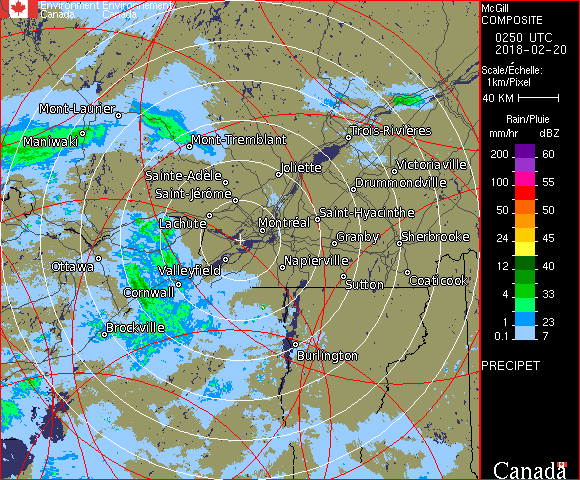 Environment Environnement
Canada Canada
McGill
COMPOSITE
0250 UTC
2018-02-20
Scale/Échelle:
1km/Pixel
40 KM
Rain/Pluie
mm/hr dBZ
200 60
100 55
50 50
24 45
12 40
4 33
1 23
0.1 7
PRECIPET
Canada
Mont-Laurier
Maniwaki
Mont-Tremblant
Trois-Rivières
Joliette
Victoriaville
Sainte-Adèle
Drummondville
Saint-Jérôme
Lachute
Saint-Hyacinthe
Montréal
Granby
Sherbrooke
Ottawa
Valleyfield
Napierville
Coaticook
Sutton
Cornwall
Brockville
Burlington